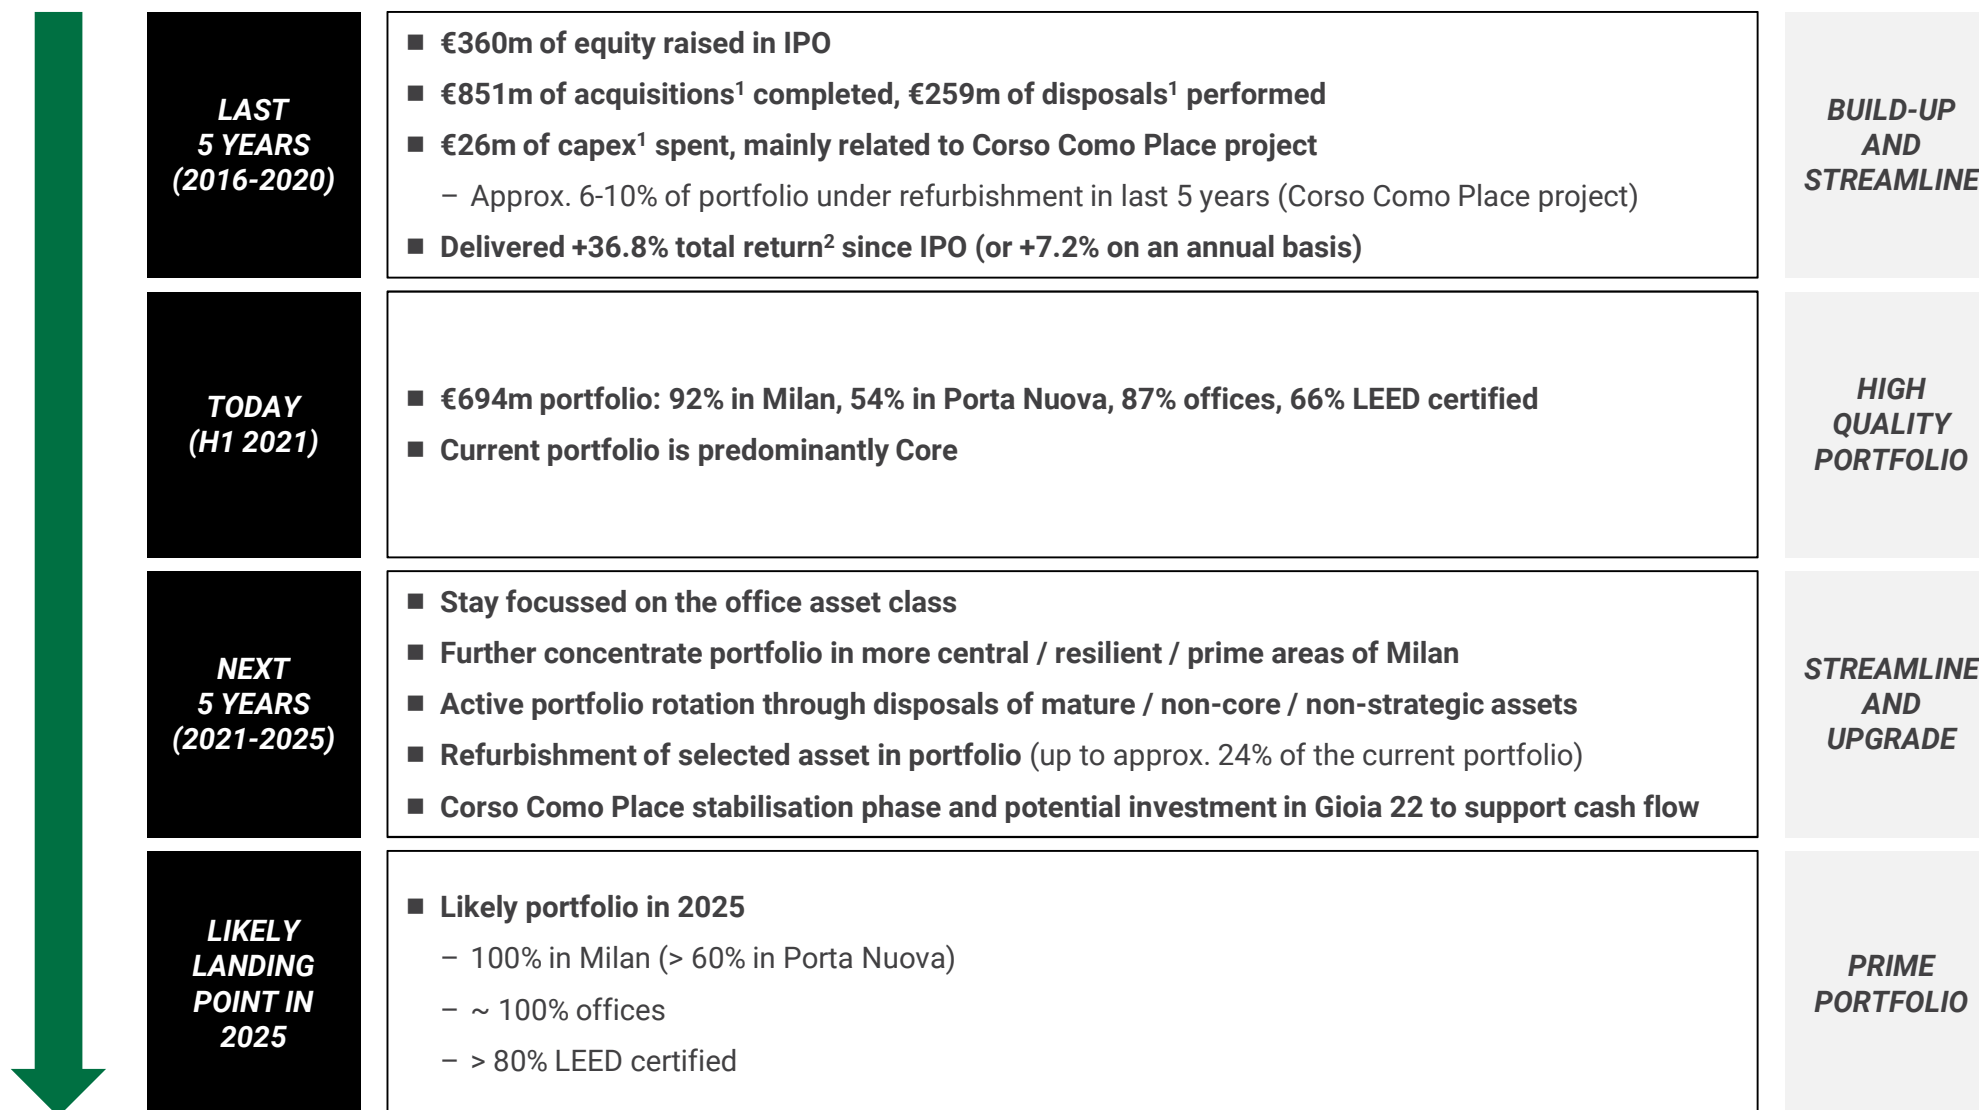 LAST
5 YEARS
(2016-2020)
■ €360m of equity raised in IPO
■ €851m of acquisitions¹ completed, €259m of disposals¹ performed
■ €26m of capex¹ spent, mainly related to Corso Como Place project
– Approx. 6-10% of portfolio under refurbishment in last 5 years (Corso Como Place project)
■ Delivered +36.8% total return² since IPO (or +7.2% on an annual basis)
BUILD-UP
AND
STREAMLINE
TODAY
(H1 2021)
■ €694m portfolio: 92% in Milan, 54% in Porta Nuova, 87% offices, 66% LEED certified
■ Current portfolio is predominantly Core
HIGH
QUALITY
PORTFOLIO
NEXT
5 YEARS
(2021-2025)
■ Stay focussed on the office asset class
■ Further concentrate portfolio in more central / resilient / prime areas of Milan
■ Active portfolio rotation through disposals of mature / non-core / non-strategic assets
■ Refurbishment of selected asset in portfolio (up to approx. 24% of the current portfolio)
■ Corso Como Place stabilisation phase and potential investment in Gioia 22 to support cash flow
STREAMLINE
AND
UPGRADE
LIKELY
LANDING
POINT IN
2025
■ Likely portfolio in 2025
– 100% in Milan (> 60% in Porta Nuova)
– ~ 100% offices
– > 80% LEED certified
PRIME
PORTFOLIO